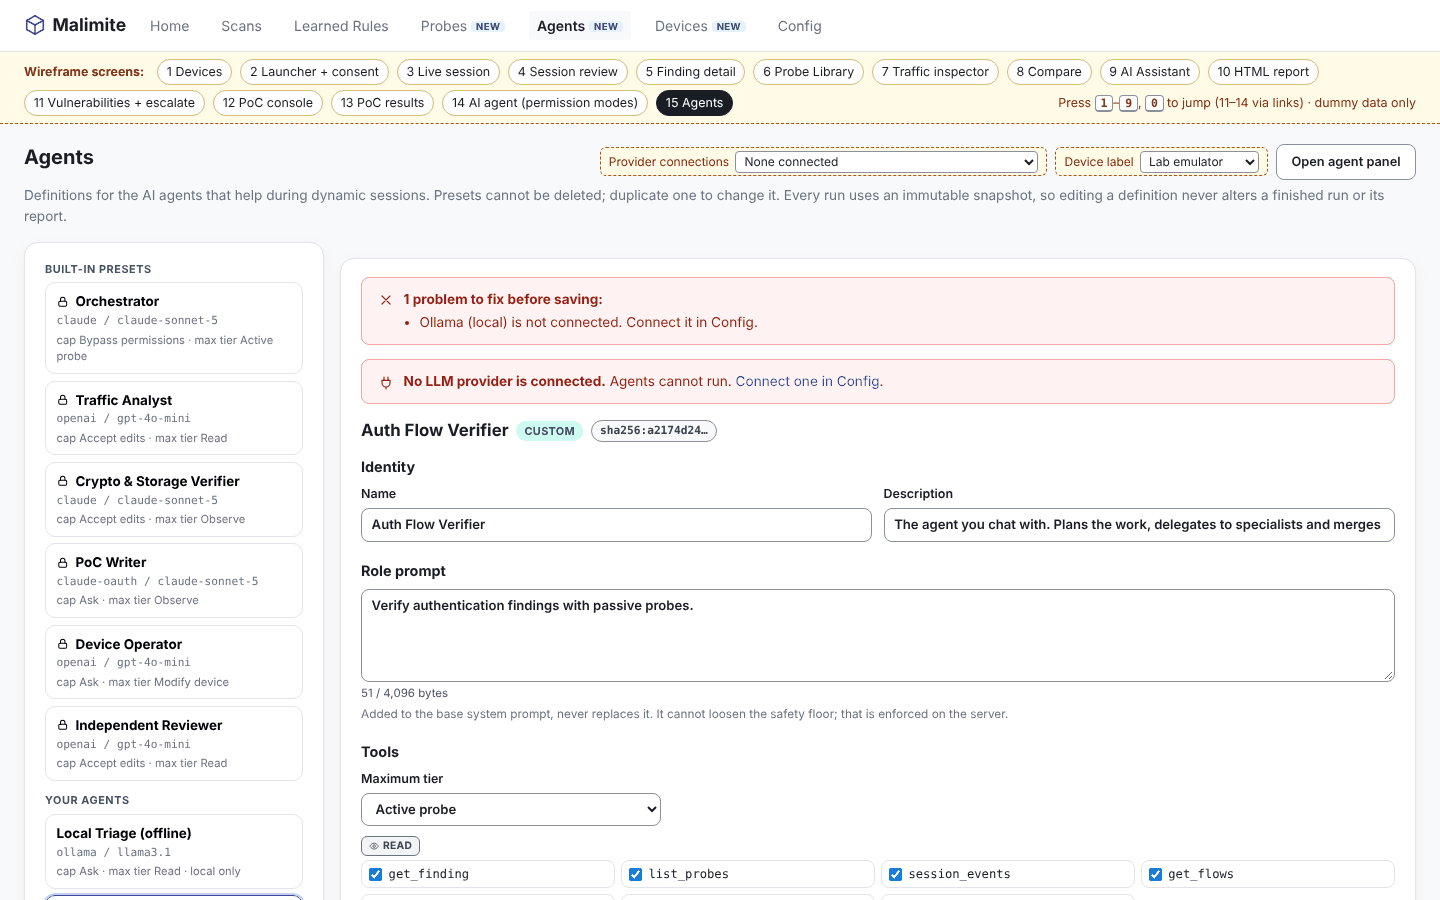 Malimite Home Scans Learned Rules Probes NEW Agents NEW Devices NEW Config
Wireframe screens: 1 Devices 2 Launcher + consent 3 Live session 4 Session review 5 Finding detail 6 Probe Library 7 Traffic inspector 8 Compare 9 AI Assistant 10 HTML report
11 Vulnerabilities + escalate 12 PoC console 13 PoC results 14 AI agent (permission modes) 15 Agents Press 1–9, 0 to jump (11–14 via links) · dummy data only
Agents Provider connections None connected Device label Lab emulator Open agent panel
Definitions for the AI agents that help during dynamic sessions. Presets cannot be deleted; duplicate one to change it. Every run uses an immutable snapshot, so editing a definition never alters a finished run or its
report.
BUILT-IN PRESETS
Orchestrator
claude / claude-sonnet-5
cap Bypass permissions · max tier Active
probe
Traffic Analyst
openai / gpt-4o-mini
cap Accept edits · max tier Read
Crypto & Storage Verifier
claude / claude-sonnet-5
cap Accept edits · max tier Observe
PoC Writer
claude-oauth / claude-sonnet-5
cap Ask · max tier Observe
Device Operator
openai / gpt-4o-mini
cap Ask · max tier Modify device
Independent Reviewer
openai / gpt-4o-mini
cap Accept edits · max tier Read
YOUR AGENTS
Local Triage (offline)
ollama / llama3.1
cap Ask · max tier Read · local only
1 problem to fix before saving:
• Ollama (local) is not connected. Connect it in Config.
No LLM provider is connected. Agents cannot run. Connect one in Config.
Auth Flow Verifier CUSTOM sha256:a2174d24…
Identity
Name Description
Auth Flow Verifier The agent you chat with. Plans the work, delegates to specialists and merges
Role prompt
Verify authentication findings with passive probes.
51 / 4,096 bytes
Added to the base system prompt, never replaces it. It cannot loosen the safety floor; that is enforced on the server.
Tools
Maximum tier
Active probe
READ
get_finding list_probes session_events get_flows